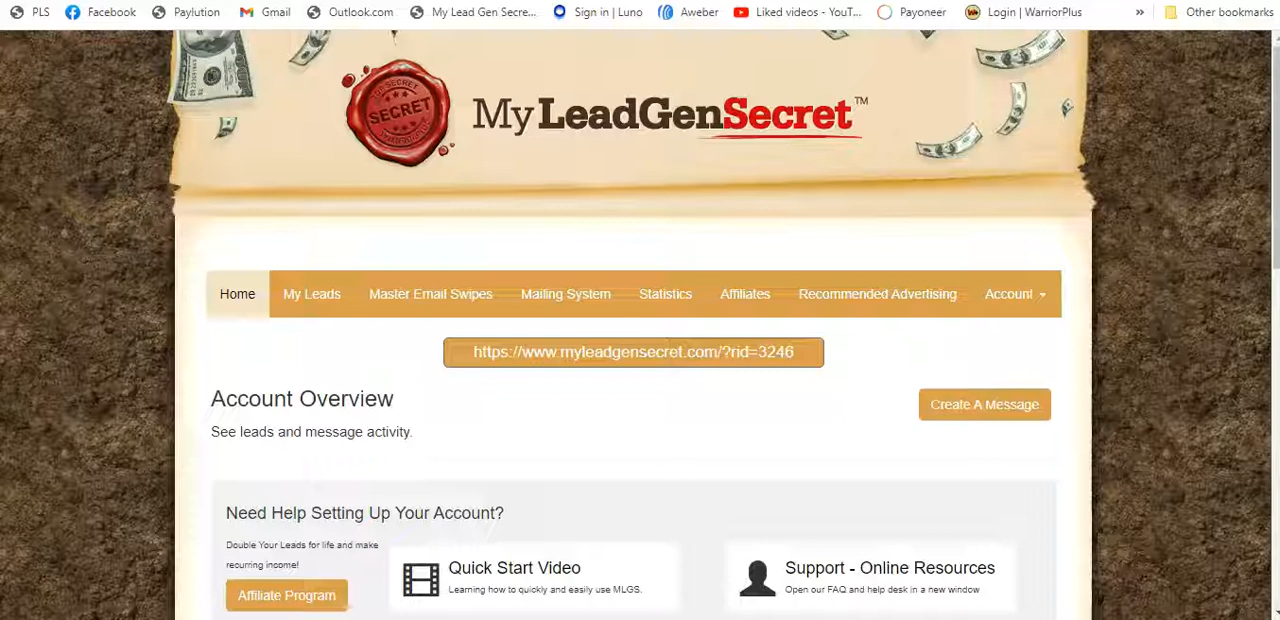 PLS Facebook Paylution Gmail Outlook.com My Lead Gen Secre... Sign in | Luno Aweber Liked videos - YouT... Payoneer Login | WarriorPlus » Other bookmarks
SECRET
My LeadGenSecret™
Home My Leads Master Email Swipes Mailing System Statistics Affiliates Recommended Advertising Account
https://www.myleadgensecret.com/?rid=3246
Account Overview
Create A Message
See leads and message activity.
Need Help Setting Up Your Account?
Double Your Leads for life and make
recurring income!
Affiliate Program
Quick Start Video
Learning how to quickly and easily use MLGS.
Support - Online Resources
Open our FAQ and help desk in a new window